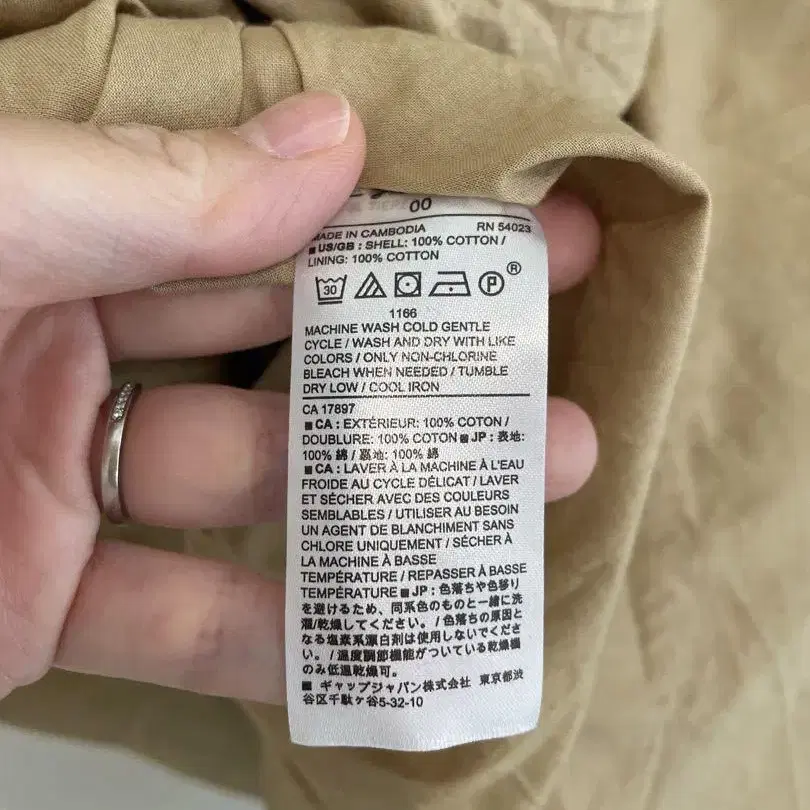 00
MADE IN CAMBODIA RN 54023
■ US/GB : SHELL: 100% COTTON /
LINING: 100% COTTON
30 P ®
1166
MACHINE WASH COLD GENTLE
CYCLE / WASH AND DRY WITH LIKE
COLORS / ONLY NON-CHLORINE
BLEACH WHEN NEEDED / TUMBLE
DRY LOW / COOL IRON
CA 17897
■ CA : EXTÉRIEUR: 100% COTON /
DOUBLURE: 100% COTON ■ JP : 表地:
100% 綿 / 裏地: 100% 綿
■ CA : LAVER À LA MACHINE À L'EAU
FROIDE AU CYCLE DÉLICAT / LAVER
ET SÉCHER AVEC DES COULEURS
SEMBLABLES / UTILISER AU BESOIN
UN AGENT DE BLANCHIMENT SANS
CHLORE UNIQUEMENT / SÉCHER À
LA MACHINE À BASSE
TEMPÉRATURE / REPASSER À BASSE
TEMPÉRATURE ■ JP : 色落ちや色移り
を避けるため、同系色のものと一緒に洗
濯/乾燥してください。/ 色落ちの原因と
なる塩素系漂白剤は使用しないでくださ
い。/ 温度調節機能がついている乾燥機
のみ低温乾燥可。
■ ギャップジャパン株式会社 東京都渋
谷区千駄ヶ谷5-32-10